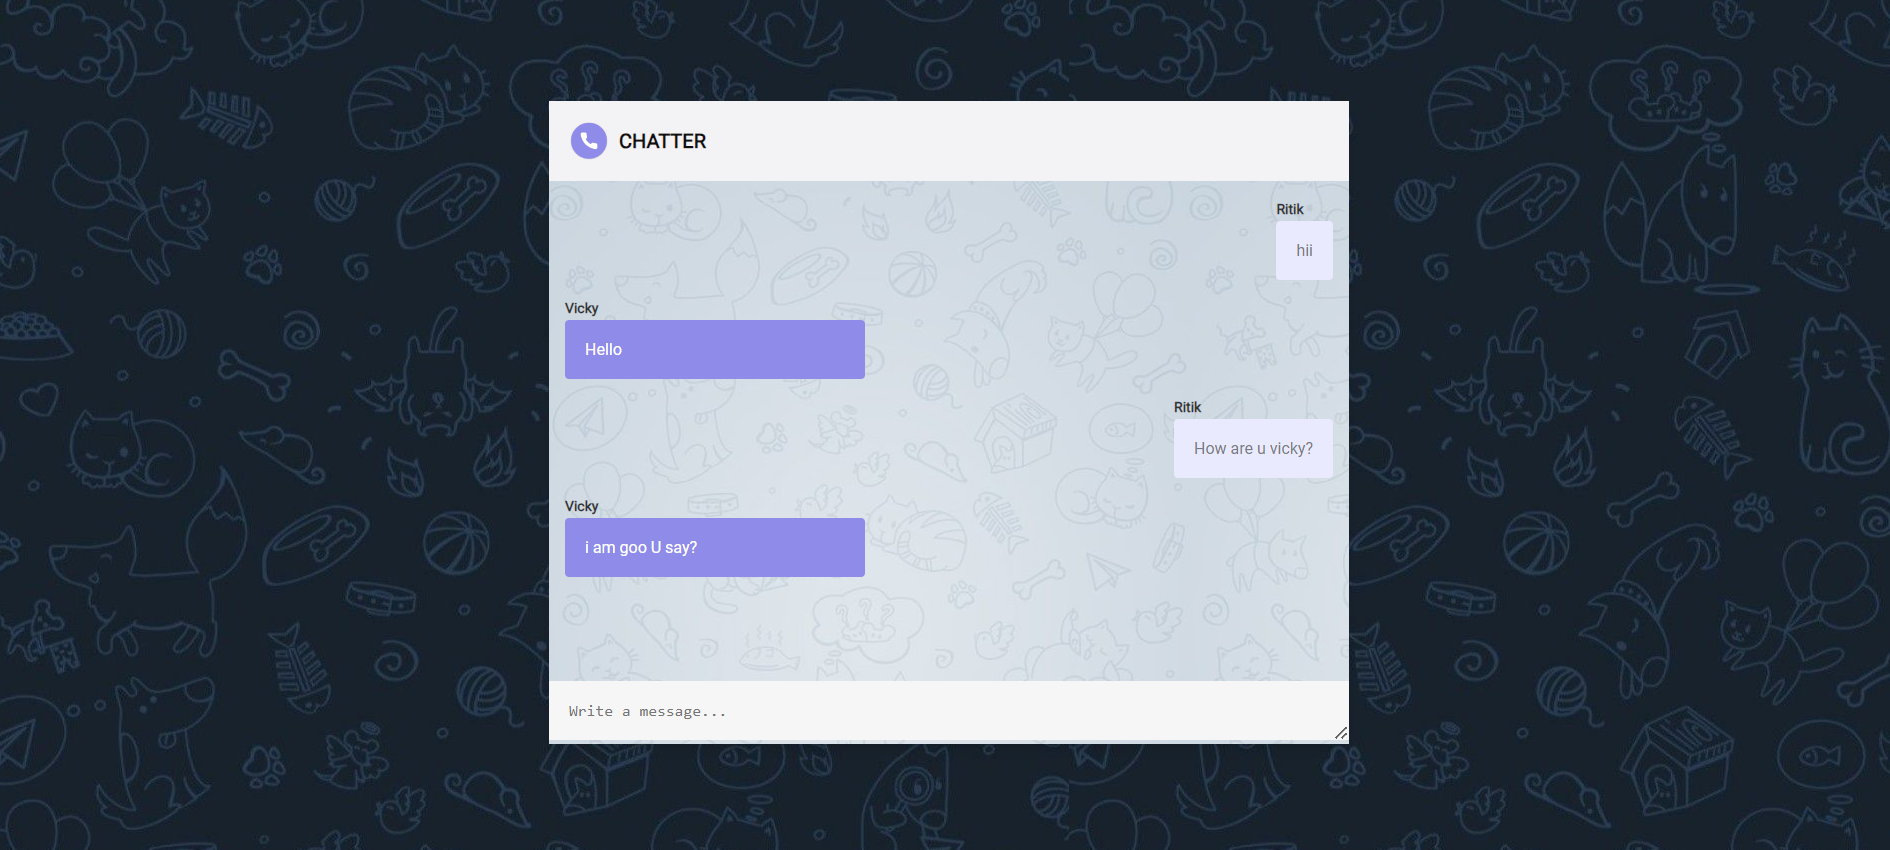 CHATTER
Ritik
hii
Vicky
Hello
Ritik
How are u vicky?
Vicky
i am goo U say?
Write a message...